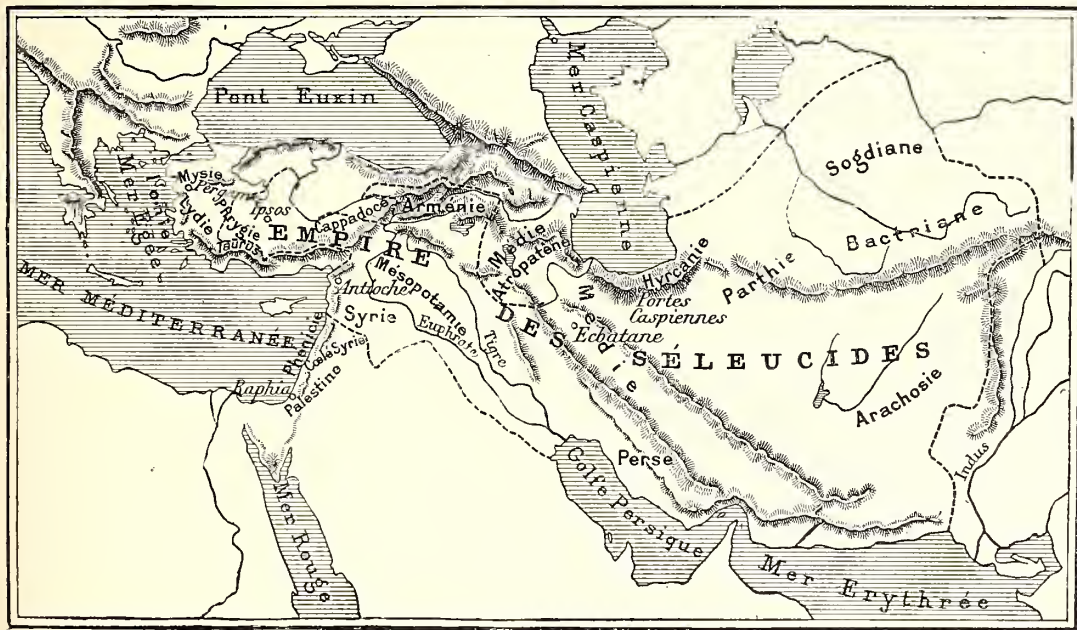 Pont-Euxin
Mer Caspienne
Sogdiane
Bactriane
Mer Egée
Mysie
Lydie
Phrygie
Ipsos
Taurus
Cappadoce
Arménie
EMPIRE
DES
SÉLEUCIDES
Médie
Atropatène
Hyrcanie
Parthie
Portes
Caspiennes
MER MÉDITERRANÉE
Antioche
Mésopotamie
Syrie
Euphrate
Tigre
Médie
Ecbatane
Phénicie
CœléSyrie
Raphia
Palestine
Arachosie
Perse
Indus
Golfe Persique
Mer Rouge
Mer Erythrée